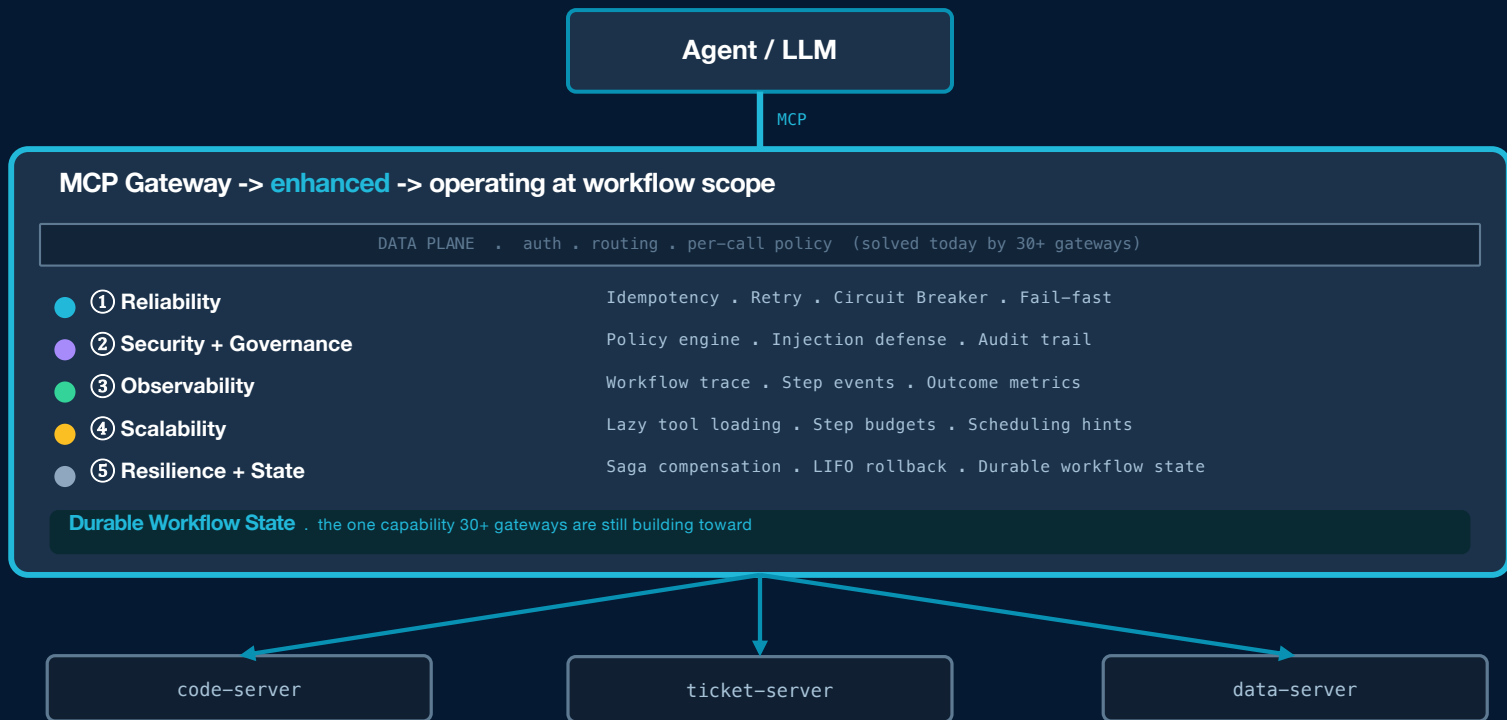 Agent / LLM
MCP
MCP Gateway -> enhanced -> operating at workflow scope
DATA PLANE . auth . routing . per-call policy (solved today by 30+ gateways)
① Reliability
Idempotency . Retry . Circuit Breaker . Fail-fast
② Security + Governance
Policy engine . Injection defense . Audit trail
③ Observability
Workflow trace . Step events . Outcome metrics
④ Scalability
Lazy tool loading . Step budgets . Scheduling hints
⑤ Resilience + State
Saga compensation . LIFO rollback . Durable workflow state
Durable Workflow State . the one capability 30+ gateways are still building toward
code-server
ticket-server
data-server